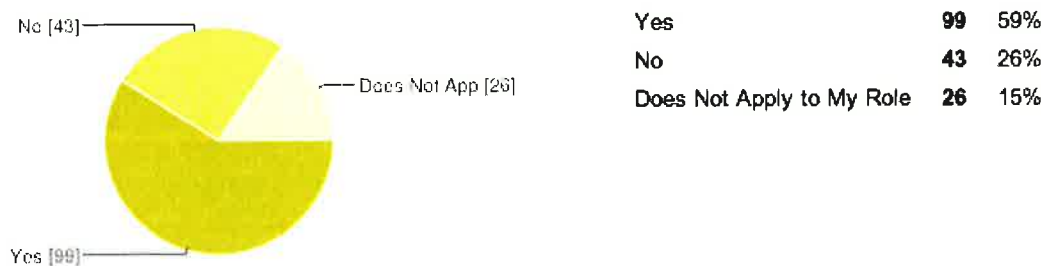 No [43]
Does Not App [26]
Yes [99]
Yes 99 59%
No 43 26%
Does Not Apply to My Role 26 15%